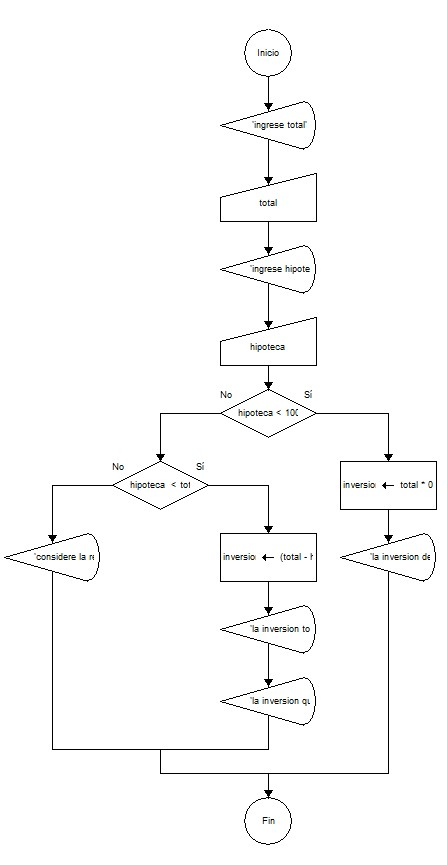 Inicio
'ingrese total'
total
'ingrese hipote
hipoteca
No
Sí
hipoteca < 100
No
Sí
hipoteca < tot
inversio ← total * 0
'considere la re
inversio ← (total - h
'la inversion de
'la inversion to
'la inversion qu
Fin